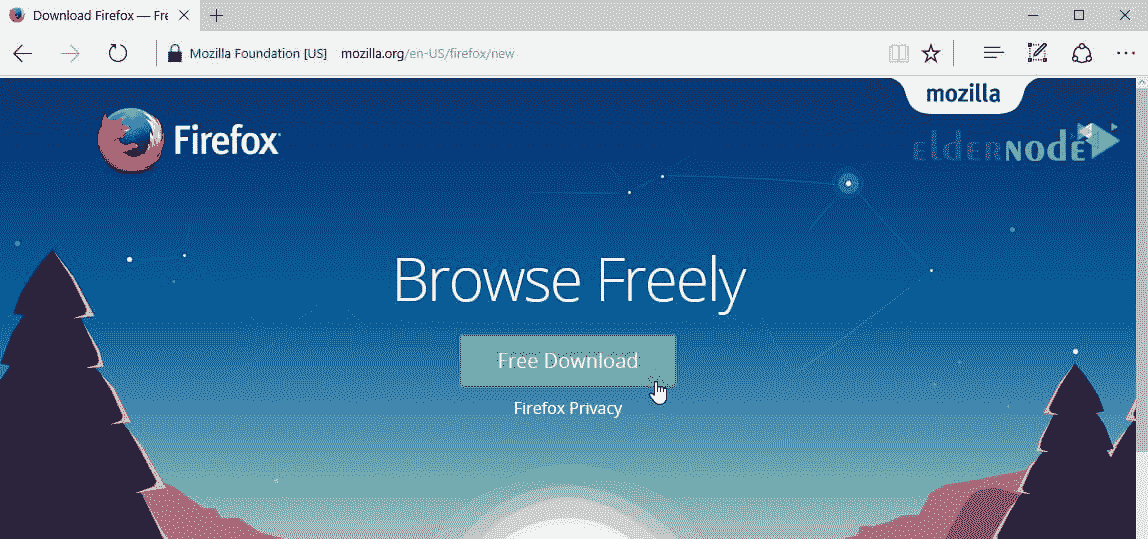 Download Firefox — Fre
Mozilla Foundation [US] mozilla.org/en-US/firefox/new
mozilla
Firefox
eldernode
Browse Freely
Free Download
Firefox Privacy